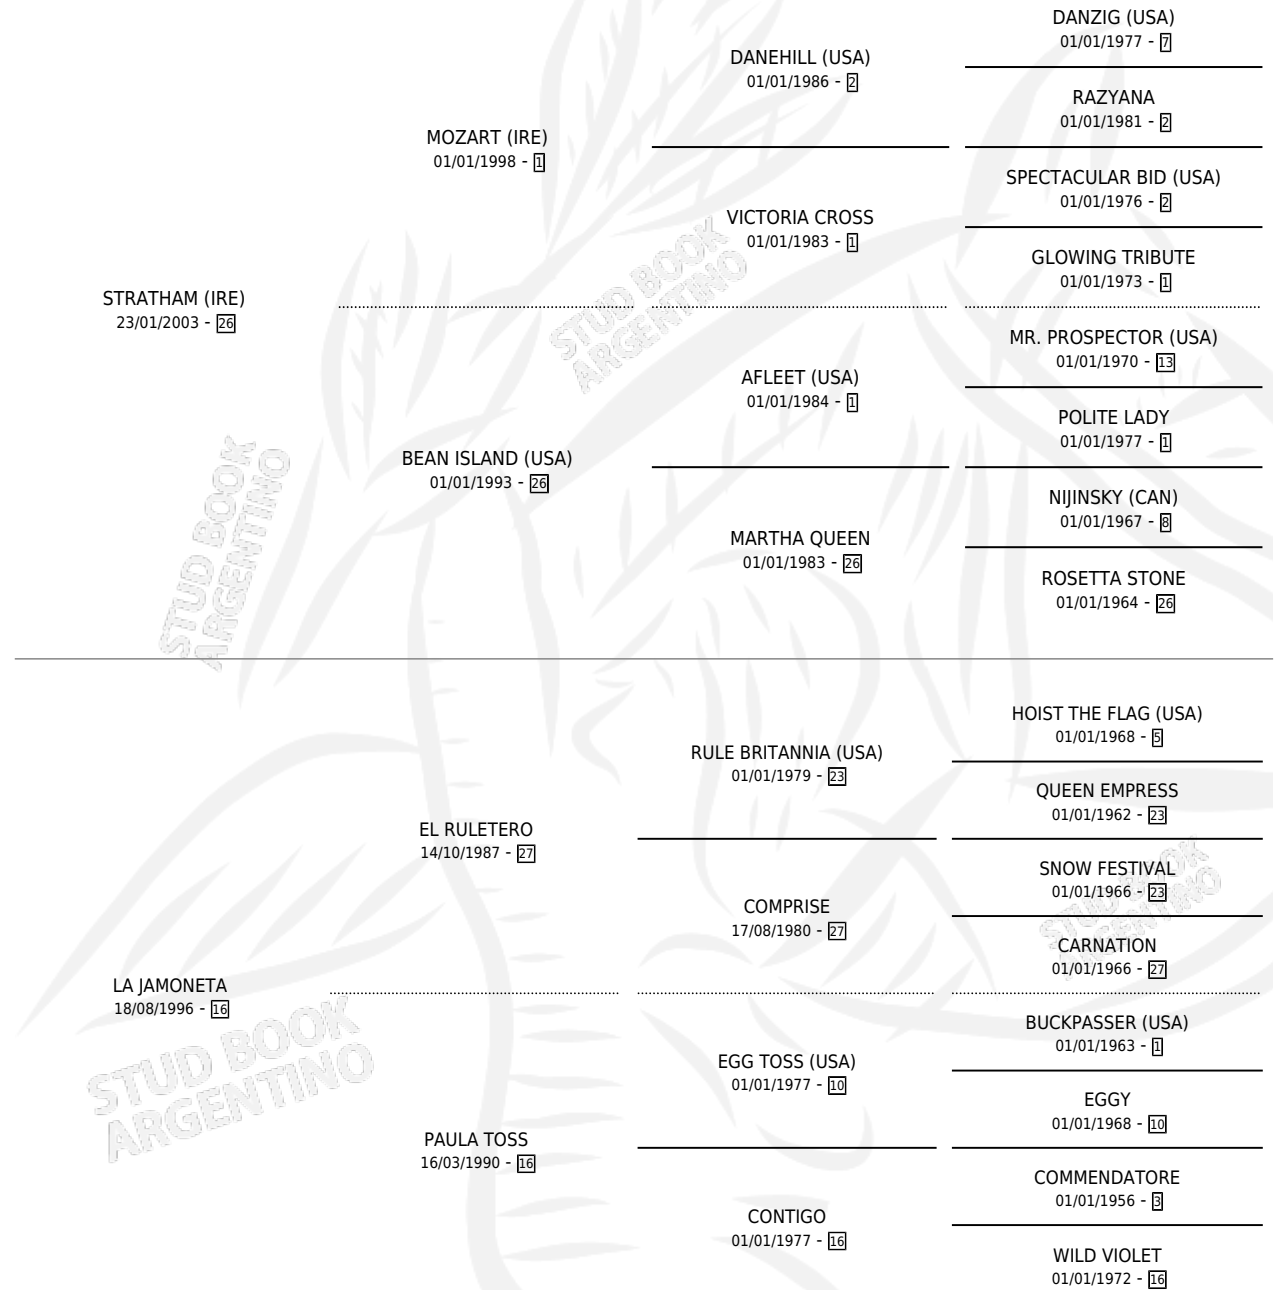 DANZIG (USA)
01/01/1977 - 7
DANEHILL (USA)
01/01/1986 - 2
RAZYANA
01/01/1981 - 2
MOZART (IRE)
01/01/1998 - 1
SPECTACULAR BID (USA)
01/01/1976 - 2
VICTORIA CROSS
01/01/1983 - 1
GLOWING TRIBUTE
01/01/1973 - 1
STRATHAM (IRE)
23/01/2003 - 26
MR. PROSPECTOR (USA)
01/01/1970 - 13
AFLEET (USA)
01/01/1984 - 1
POLITE LADY
01/01/1977 - 1
BEAN ISLAND (USA)
01/01/1993 - 26
NIJINSKY (CAN)
01/01/1967 - 8
MARTHA QUEEN
01/01/1983 - 26
ROSETTA STONE
01/01/1964 - 26
HOIST THE FLAG (USA)
01/01/1968 - 5
RULE BRITANNIA (USA)
01/01/1979 - 23
QUEEN EMPRESS
01/01/1962 - 23
EL RULETERO
14/10/1987 - 27
SNOW FESTIVAL
01/01/1966 - 23
COMPRISE
17/08/1980 - 27
CARNATION
01/01/1966 - 27
LA JAMONETA
18/08/1996 - 16
BUCKPASSER (USA)
01/01/1963 - 1
EGG TOSS (USA)
01/01/1977 - 10
EGGY
01/01/1968 - 10
PAULA TOSS
16/03/1990 - 16
COMMENDATORE
01/01/1956 - 3
CONTIGO
01/01/1977 - 16
WILD VIOLET
01/01/1972 - 16
STUD BOOK
ARGENTINO
STUD BOOK
ARGENTINO
STUD BOOK
ARGENTINO
STUD BOOK
ARGENTINO